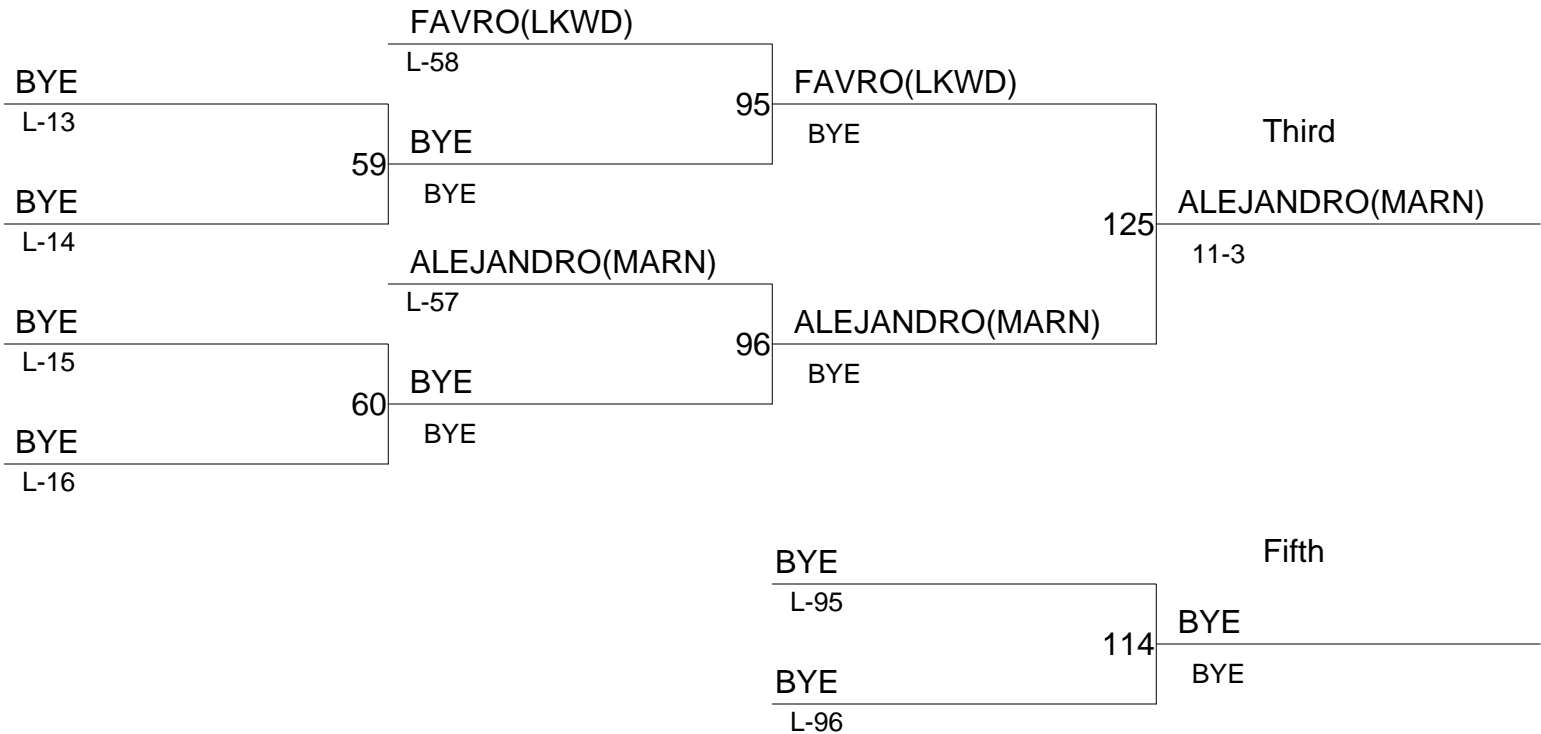 FAVRO(LKWD)
L-58
BYE
L-13
95
FAVRO(LKWD)
BYE
Third
59
BYE
BYE
BYE
L-14
125
ALEJANDRO(MARN)
11-3
ALEJANDRO(MARN)
L-57
BYE
L-15
96
ALEJANDRO(MARN)
BYE
60
BYE
BYE
BYE
L-16
Fifth
BYE
L-95
114
BYE
BYE
BYE
L-96